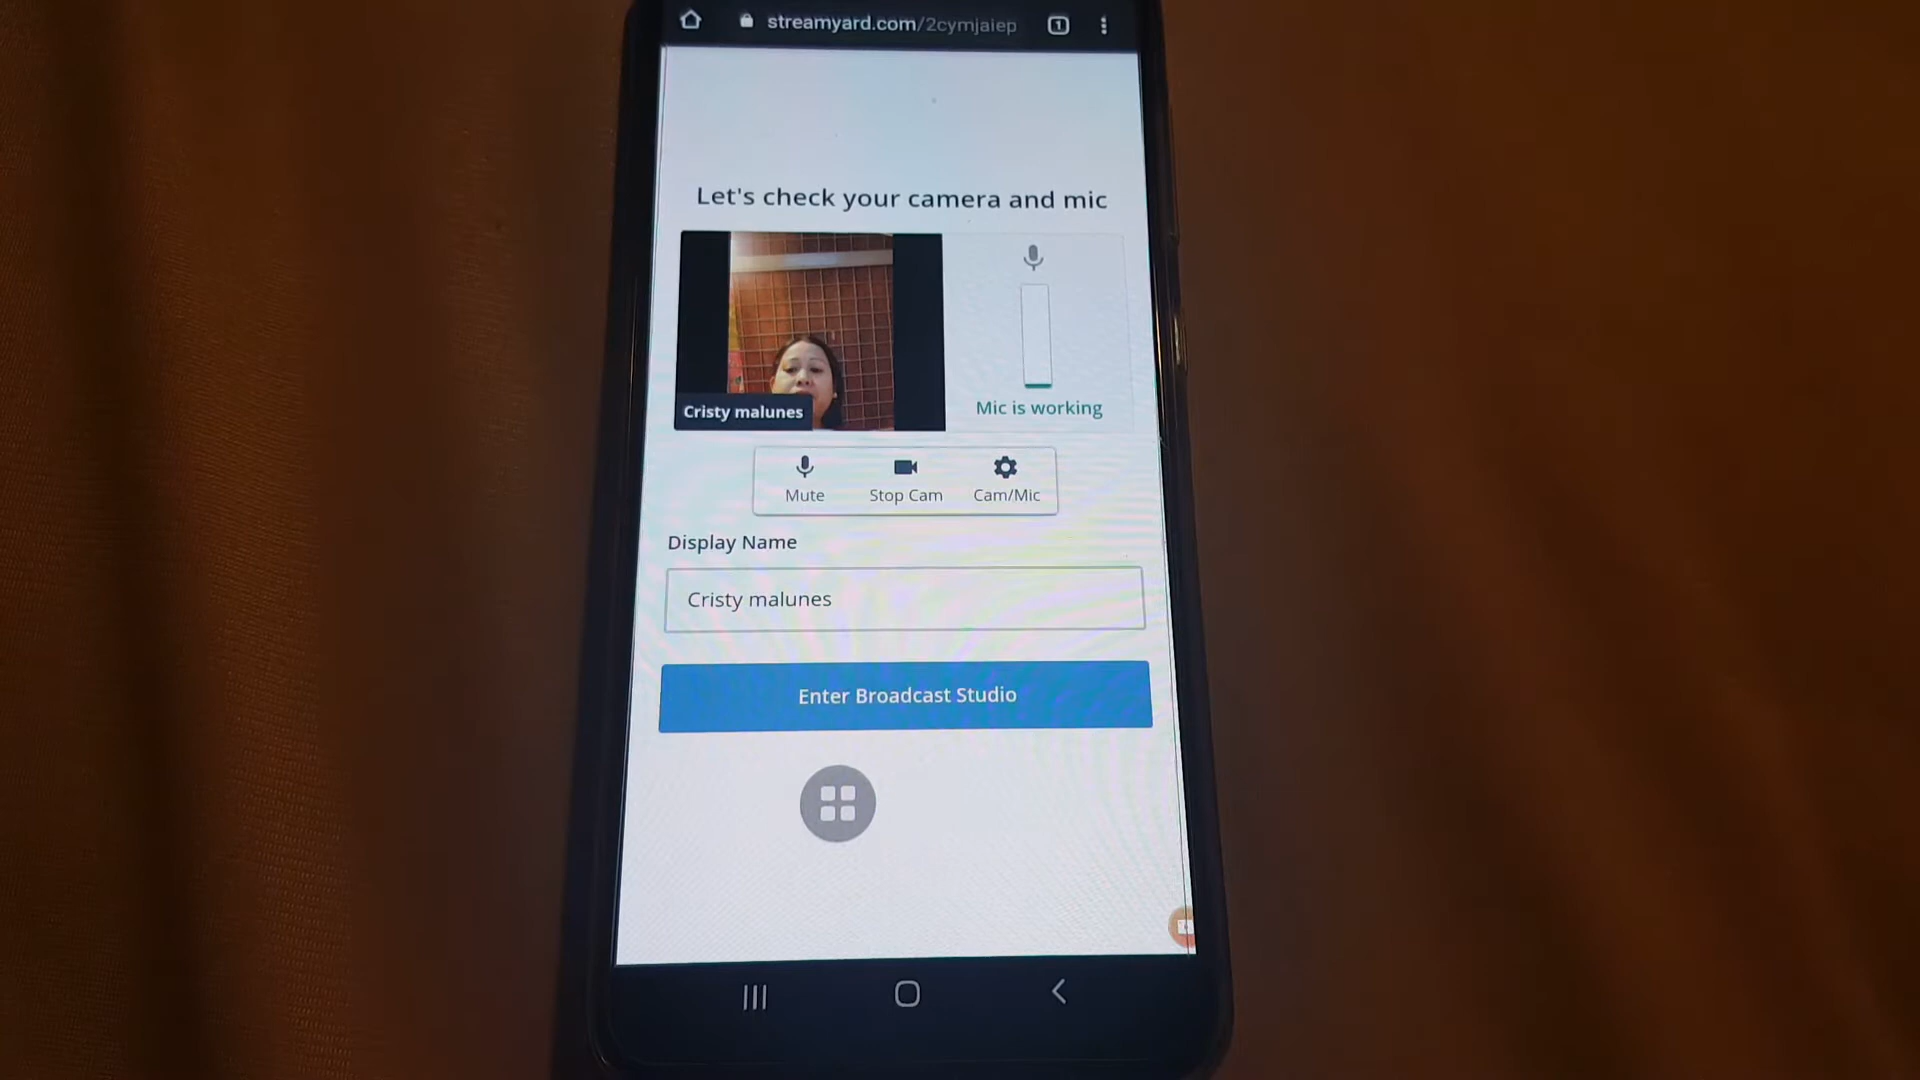 streamyard.com/2cymjaiep
1
Let's check your camera and mic
Cristy malunes
Mic is working
Mute
Stop Cam
Cam/Mic
Display Name
Cristy malunes
Enter Broadcast Studio